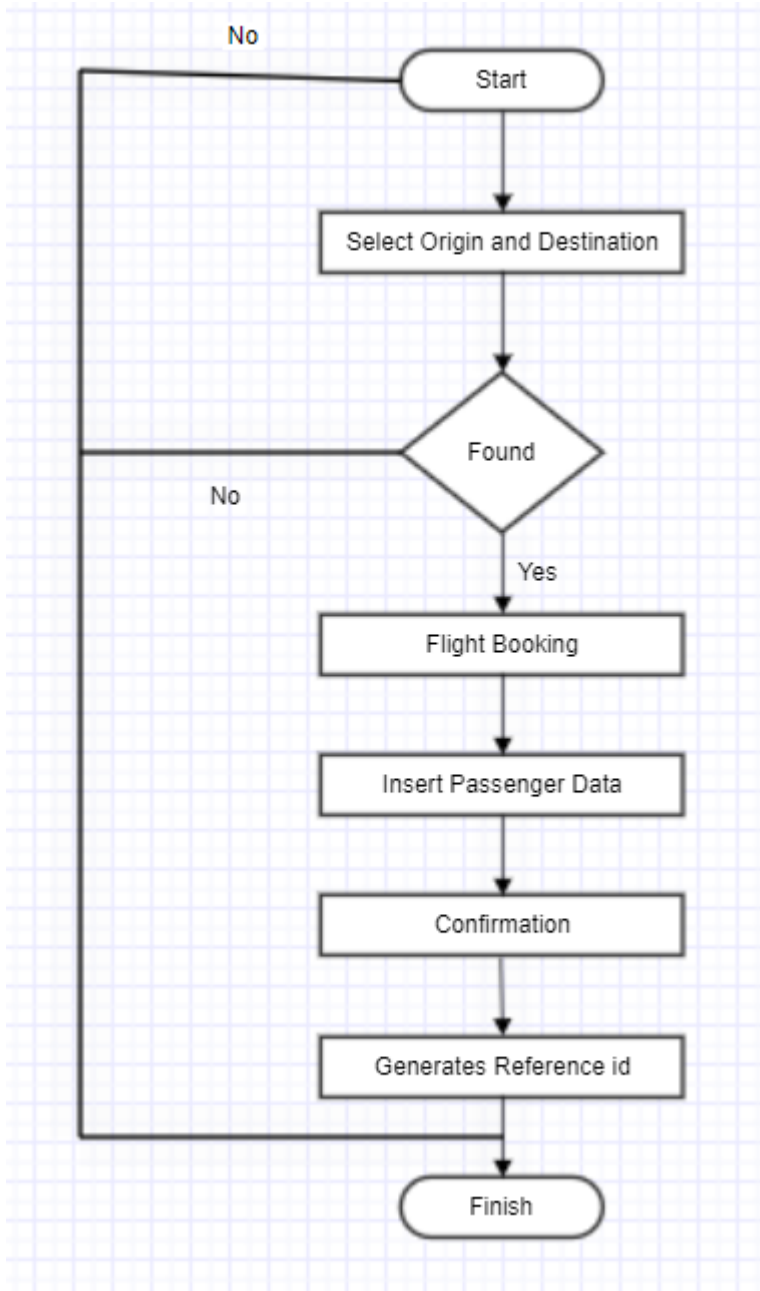 No
Start
Select Origin and Destination
Found
No
Yes
Flight Booking
Insert Passenger Data
Confirmation
Generates Reference id
Finish